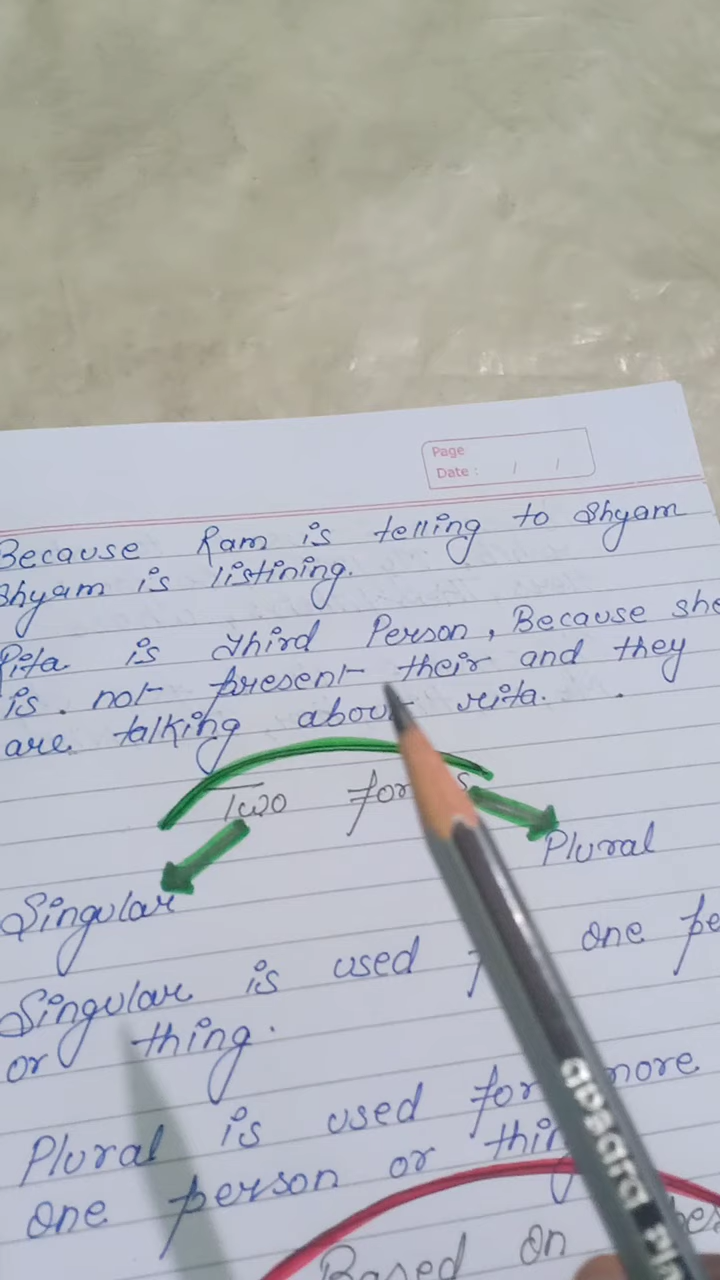 Page
Date : / /
Because Ram is telling to Shyam
Shyam is listining.
Rita is third Person, Because she
is. not present their and they
are talking about rita.
Two
Singular
Plural
Singular is used one
or thing.
Plural is used for more
one person or
Based on
apsara